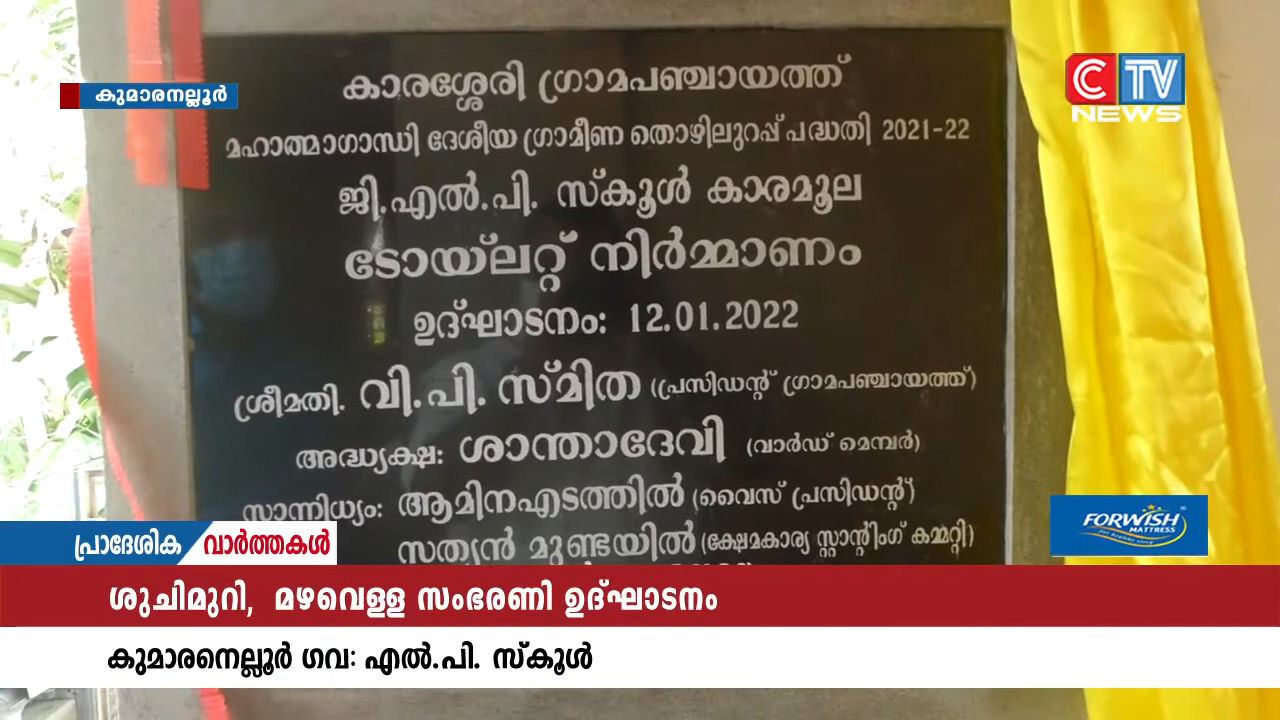 കുമാരനല്ലൂർ
CTV
NEWS
കാരശ്ശേരി ഗ്രാമപഞ്ചായത്ത്
മഹാത്മാഗാന്ധി ദേശീയ ഗ്രാമീണ തൊഴിലുറപ്പ് പദ്ധതി 2021-22
ജി.എൽ.പി. സ്കൂൾ കാരമൂല
ടോയ്‌ലറ്റ് നിർമ്മാണം
ഉദ്ഘാടനം: 12.01.2022
ശ്രീമതി. വി.പി. സ്മിത (പ്രസിഡന്റ് ഗ്രാമപഞ്ചായത്ത്)
അദ്ധ്യക്ഷ: ശാന്താദേവി (വാർഡ് മെമ്പർ)
സാന്നിധ്യം: ആമിനഎടത്തിൽ (വൈസ് പ്രസിഡന്റ്)
സത്യൻ മുണ്ടയിൽ (ക്ഷേമകാര്യ സ്റ്റാന്റിംഗ് കമ്മറ്റി)
FORWISH
MATTRESS
പ്രാദേശിക വാർത്തകൾ
ശുചിമുറി, മഴവെള്ള സംഭരണി ഉദ്ഘാടനം
കുമാരനെല്ലൂർ ഗവ: എൽ.പി. സ്കൂൾ